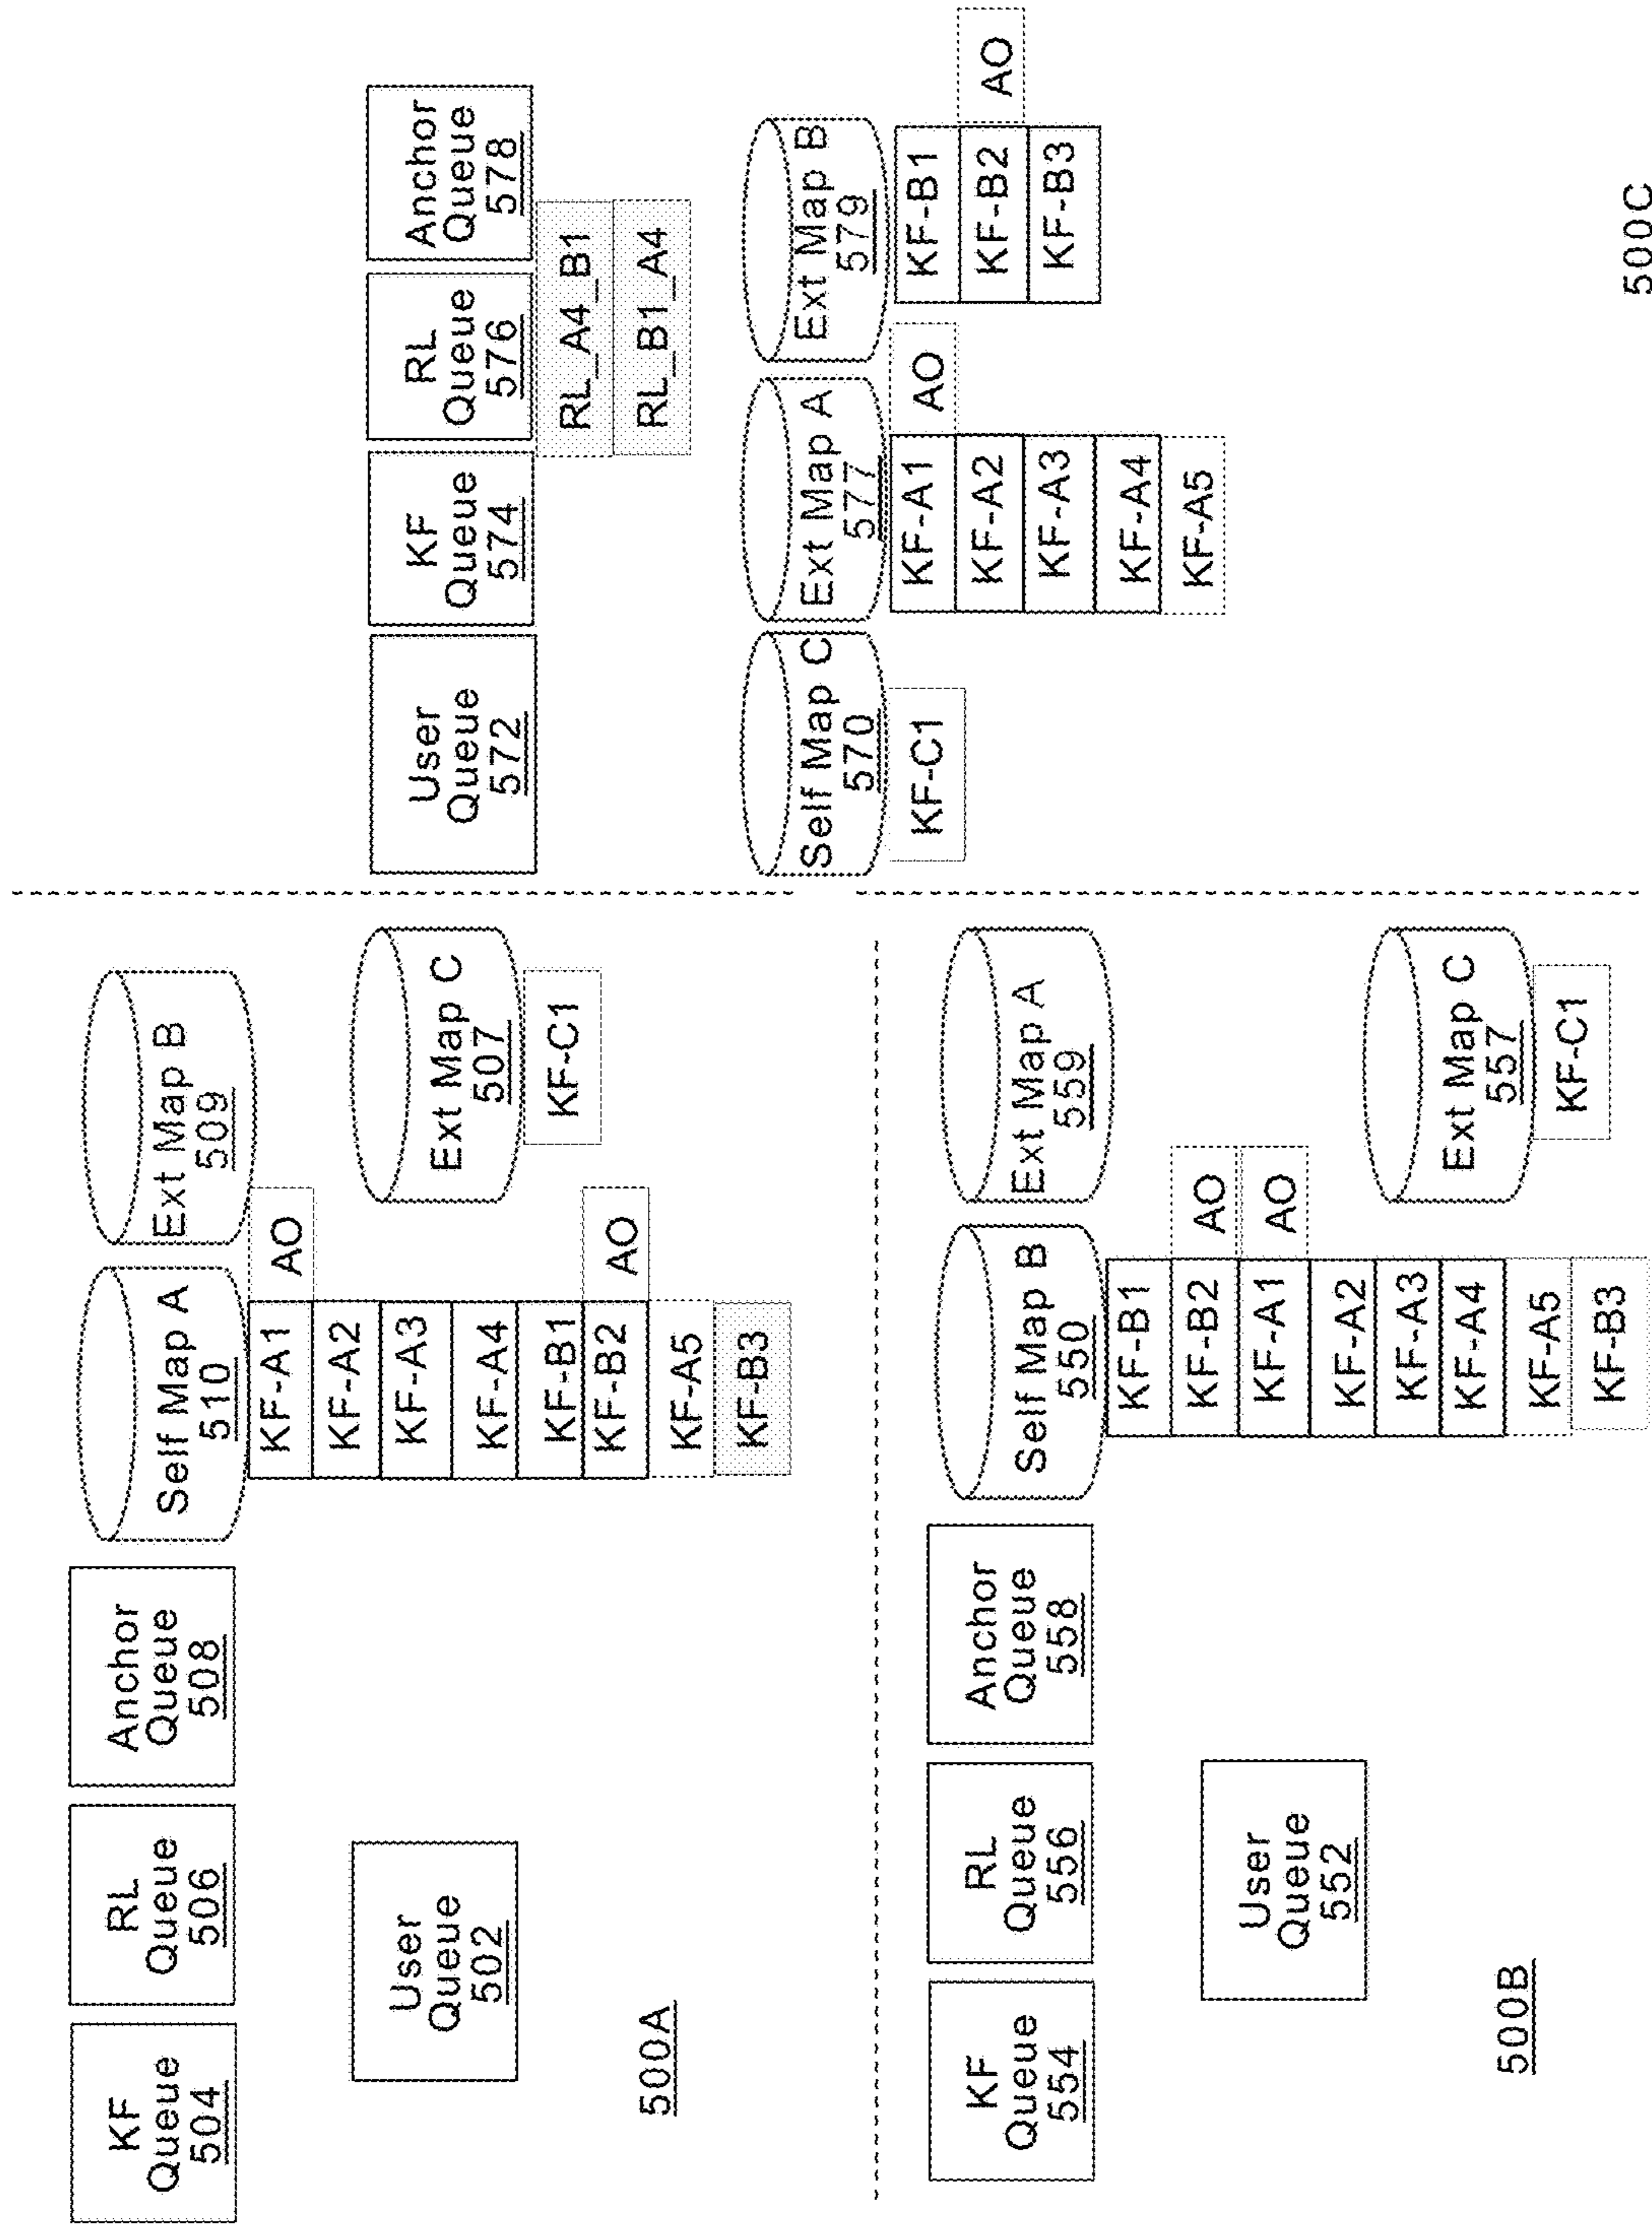 KF
Queue
504
RL
Queue
506
Anchor
Queue
508
Self Map A
510
Ext Map B
509
KF-A1
AO
KF-A2
KF-A3
KF-A4
KF-B1
KF-B2
AO
KF-A5
KF-B3
User
Queue
502
Ext Map C
507
KF-C1
500A
KF
Queue
554
RL
Queue
556
Anchor
Queue
558
Self Map B
550
Ext Map A
559
KF-B1
KF-B2
AO
KF-A1
AO
KF-A2
KF-A3
KF-A4
KF-A5
KF-B3
User
Queue
552
Ext Map C
557
KF-C1
500B
User
Queue
572
KF
Queue
574
RL
Queue
576
Anchor
Queue
578
RL_A4_B1
RL_B1_A4
Self Map C
570
Ext Map A
577
Ext Map B
579
KF-C1
KF-A1
AO
KF-A2
KF-A3
KF-A4
KF-A5
KF-B1
KF-B2
AO
KF-B3
500C